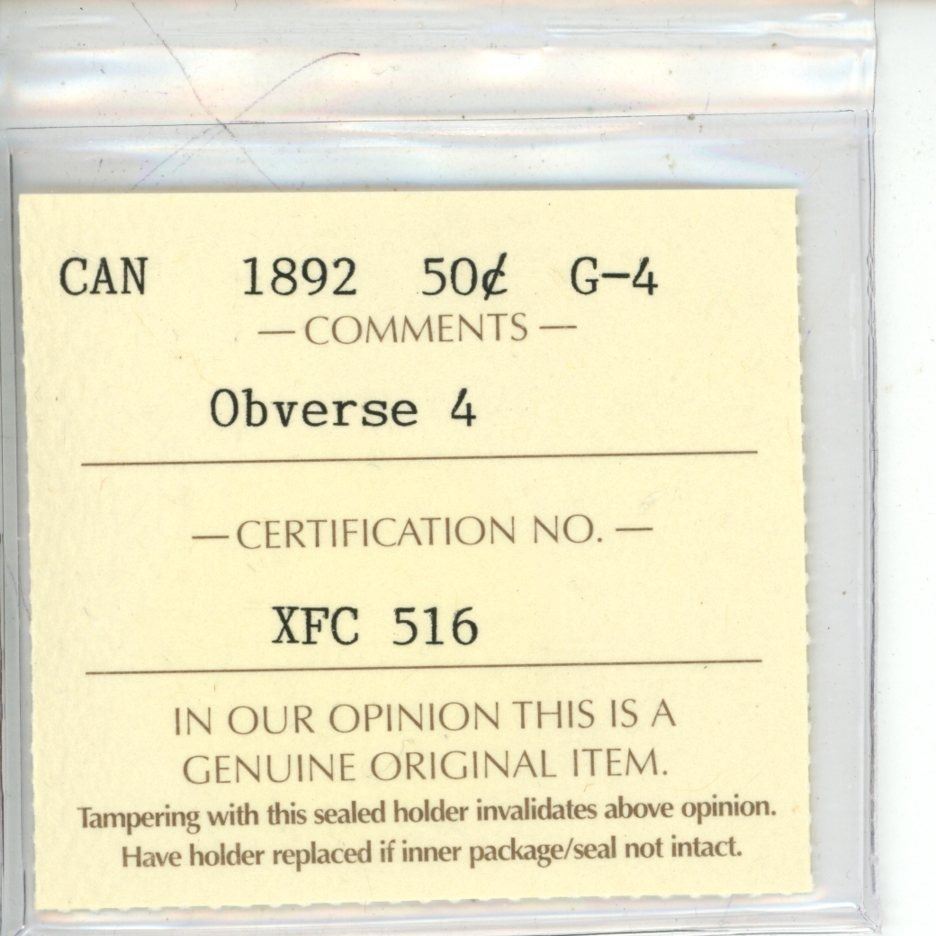 CAN 1892 50¢ G-4
— COMMENTS —
Obverse 4
— CERTIFICATION NO. —
XFC 516
IN OUR OPINION THIS IS A
GENUINE ORIGINAL ITEM.
Tampering with this sealed holder invalidates above opinion.
Have holder replaced if inner package/seal not intact.